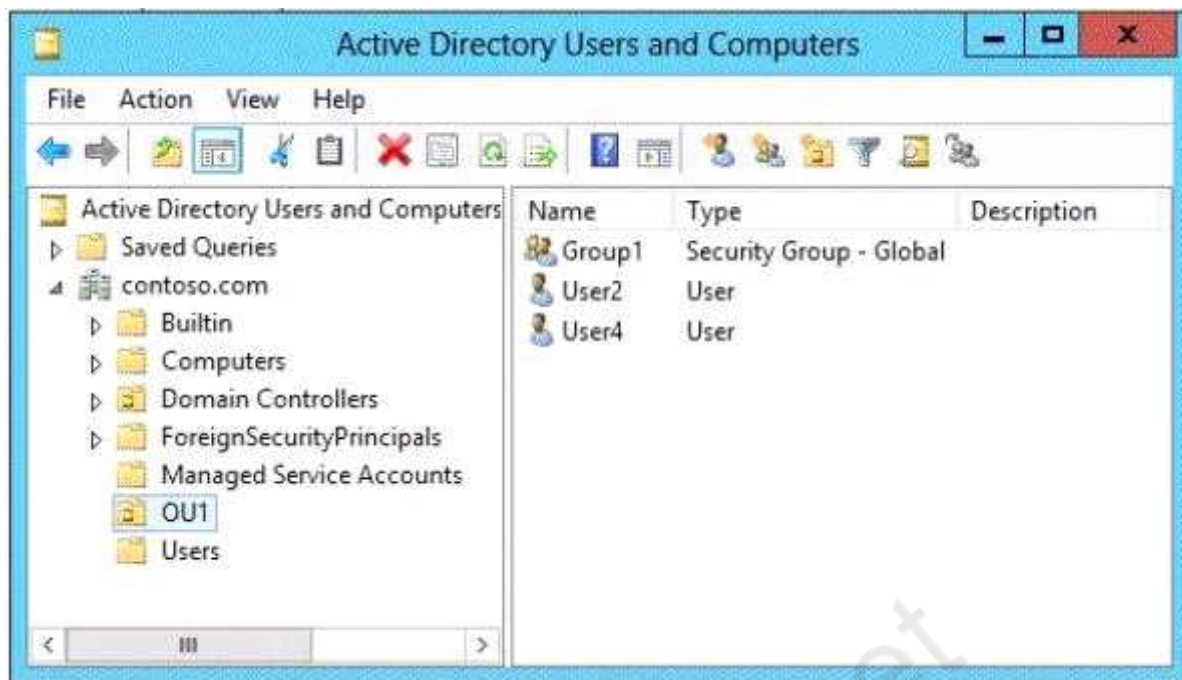 Active Directory Users and Computers
File Action View Help
Active Directory Users and Computers
Saved Queries
contoso.com
Builtin
Computers
Domain Controllers
ForeignSecurityPrincipals
Managed Service Accounts
OU1
Users
Name Type Description
Group1 Security Group - Global
User2 User
User4 User